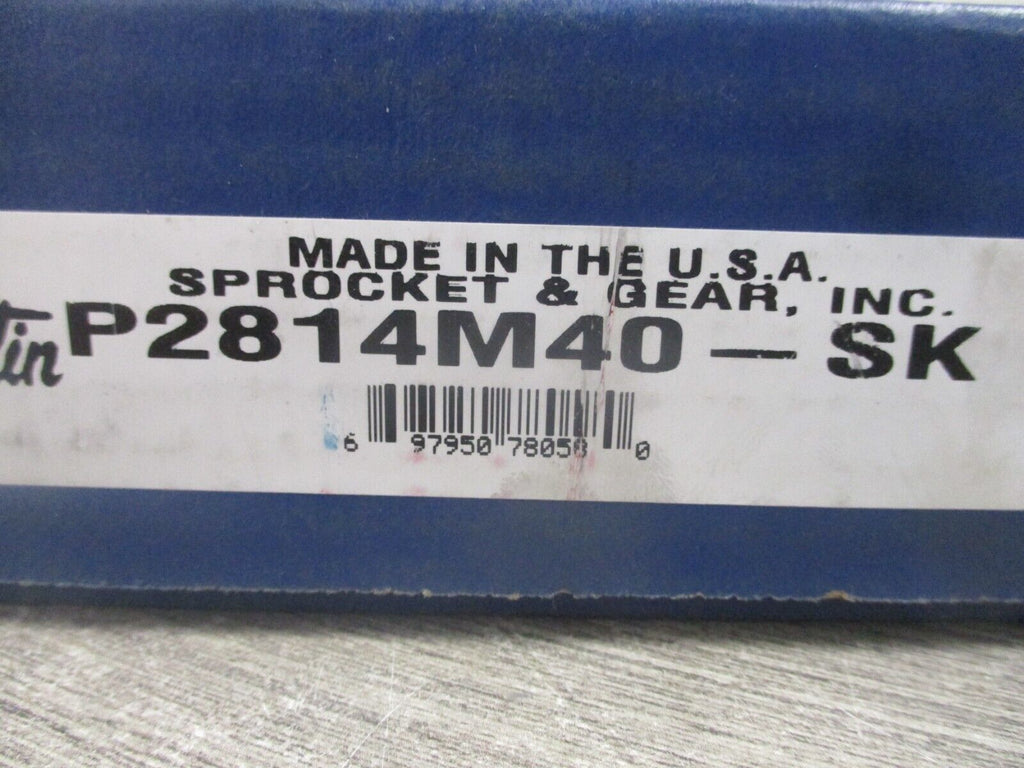 MADE IN THE U.S.A.
SPROCKET & GEAR, INC.
tin P2814M40 — SK
6 97950 78058 0